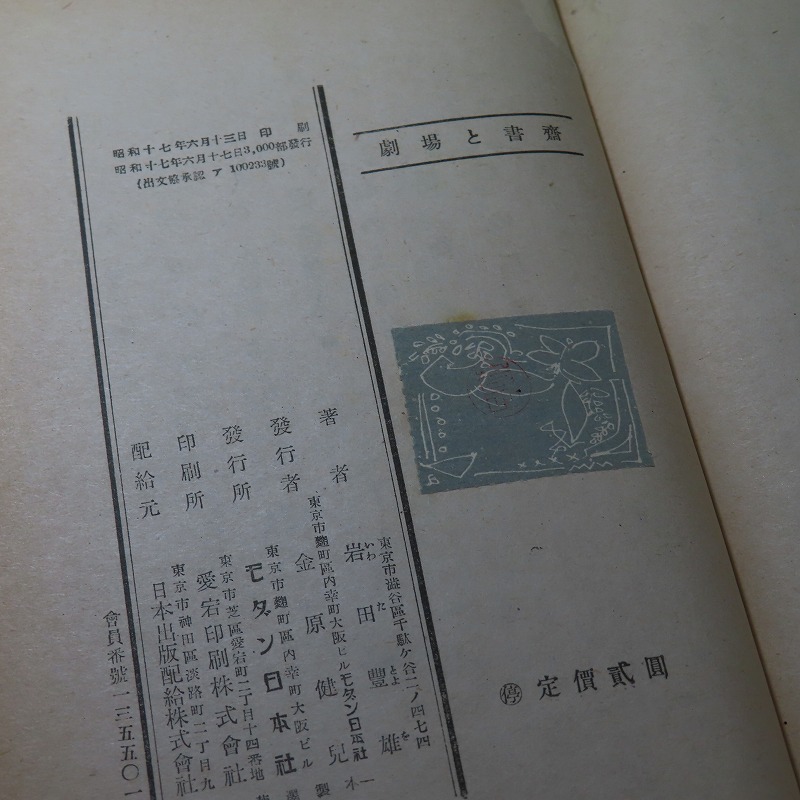 劇場と書齋
定價貳圓
停
昭和十七年六月十三日印刷
昭和十七年六月十七日3,000部發行
(出文協承認 ア 100233號)
東京市澁谷區千駄ヶ谷二ノ四七四
著者 岩田豐雄
いわ た とよ を
東京市麴町區内幸町大阪ビルモダン日本社
發行者 金原健兒
東京市麴町區内幸町大阪ビル
發行所 モダン日本社
東京市芝區愛宕町二丁目十四番地
印刷所 愛宕印刷株式會社
東京市神田區淡路町二丁目九
配給元 日本出版配給株式會社
會員番號一三五五〇一